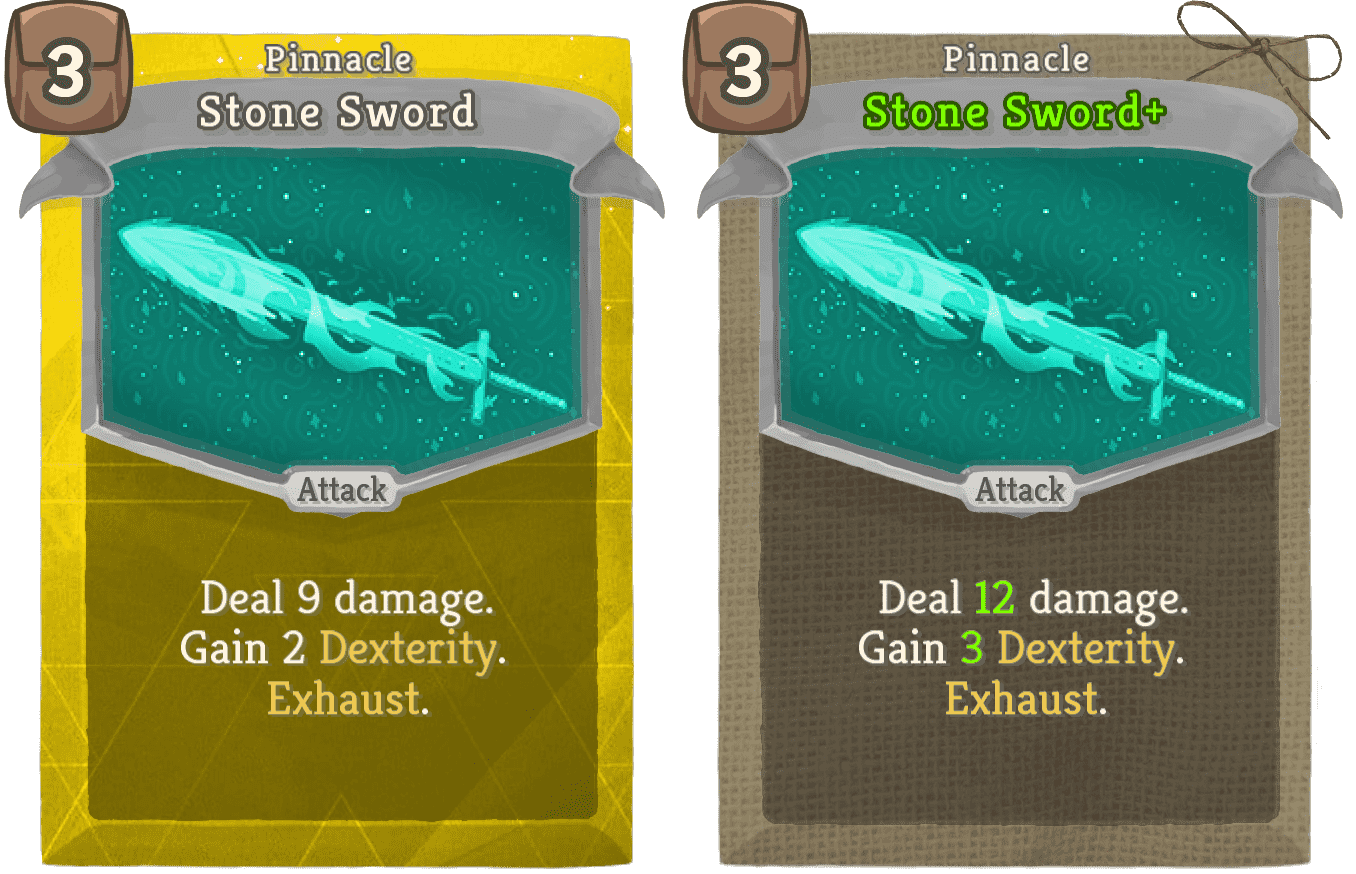 3
Pinnacle
Stone Sword
Attack
Deal 9 damage.
Gain 2 Dexterity.
Exhaust.
3
Pinnacle
Stone Sword+
Attack
Deal 12 damage.
Gain 3 Dexterity.
Exhaust.